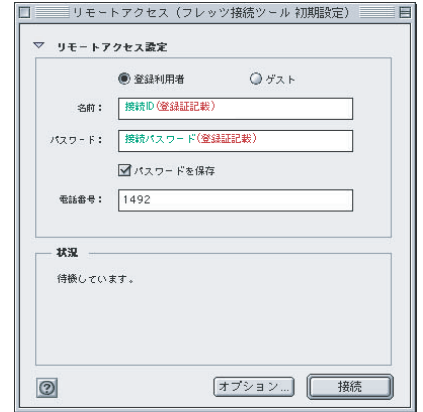 リモートアクセス（フレッツ接続ツール 初期設定）
リモートアクセス設定
登録利用者 ゲスト
名前： 接続ID(登録証記載)
パスワード： 接続パスワード(登録証記載)
パスワードを保存
電話番号： 1492
状況
待機しています。
? オプション... 接続